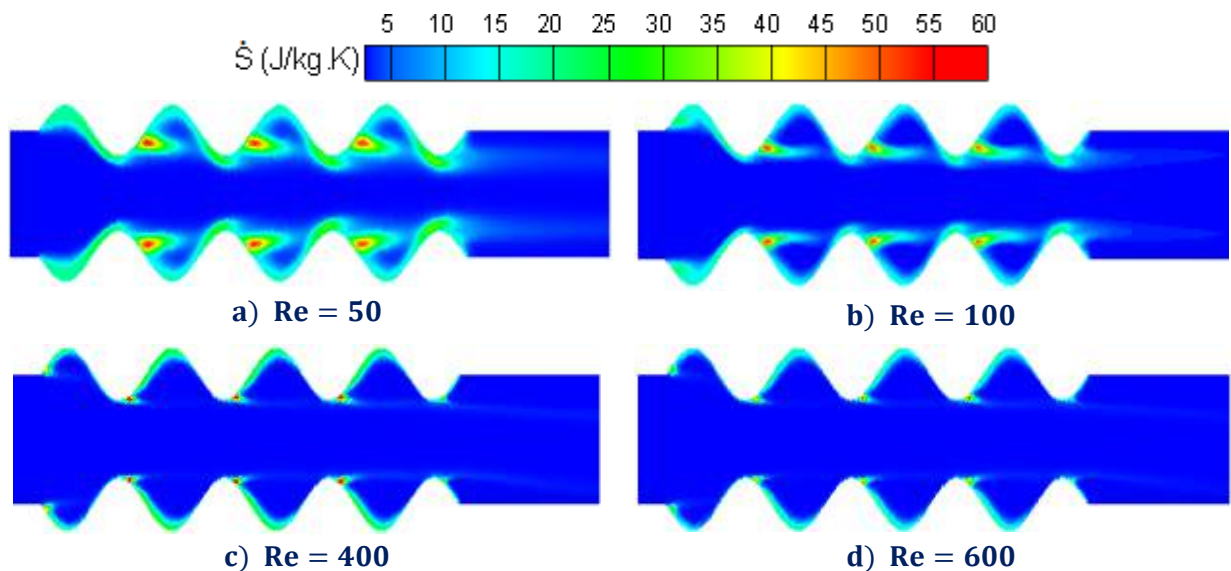 5 10 15 20 25 30 35 40 45 50 55 60
Ṡ (J/kg.K)
a) Re = 50
b) Re = 100
c) Re = 400
d) Re = 600